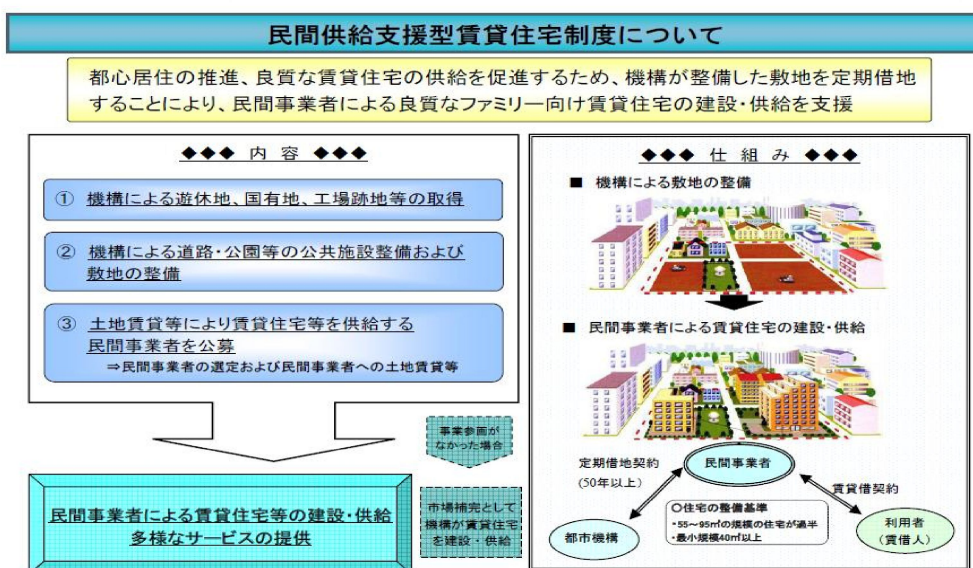 民間供給支援型賃貸住宅制度について
都心居住の推進、良質な賃貸住宅の供給を促進するため、機構が整備した敷地を定期借地
することにより、民間事業者による良質なファミリー向け賃貸住宅の建設・供給を支援
◆◆◆ 内 容 ◆◆◆
① 機構による遊休地、国有地、工場跡地等の取得
② 機構による道路・公園等の公共施設整備および
敷地の整備
③ 土地賃貸等により賃貸住宅等を供給する
民間事業者を公募
⇒民間事業者の選定および民間事業者への土地賃貸等
事業参画が
なかった場合
民間事業者による賃貸住宅等の建設・供給
多様なサービスの提供
市場補完として
機構が賃貸住宅
を建設・供給
◆◆◆ 仕 組 み ◆◆◆
■ 機構による敷地の整備
■ 民間事業者による賃貸住宅の建設・供給
定期借地契約
(50年以上)
民間事業者
賃貸借契約
〇住宅の整備基準
・55～95㎡の規模の住宅が過半
・最小規模40㎡以上
都市機構
利用者
(賃借人)